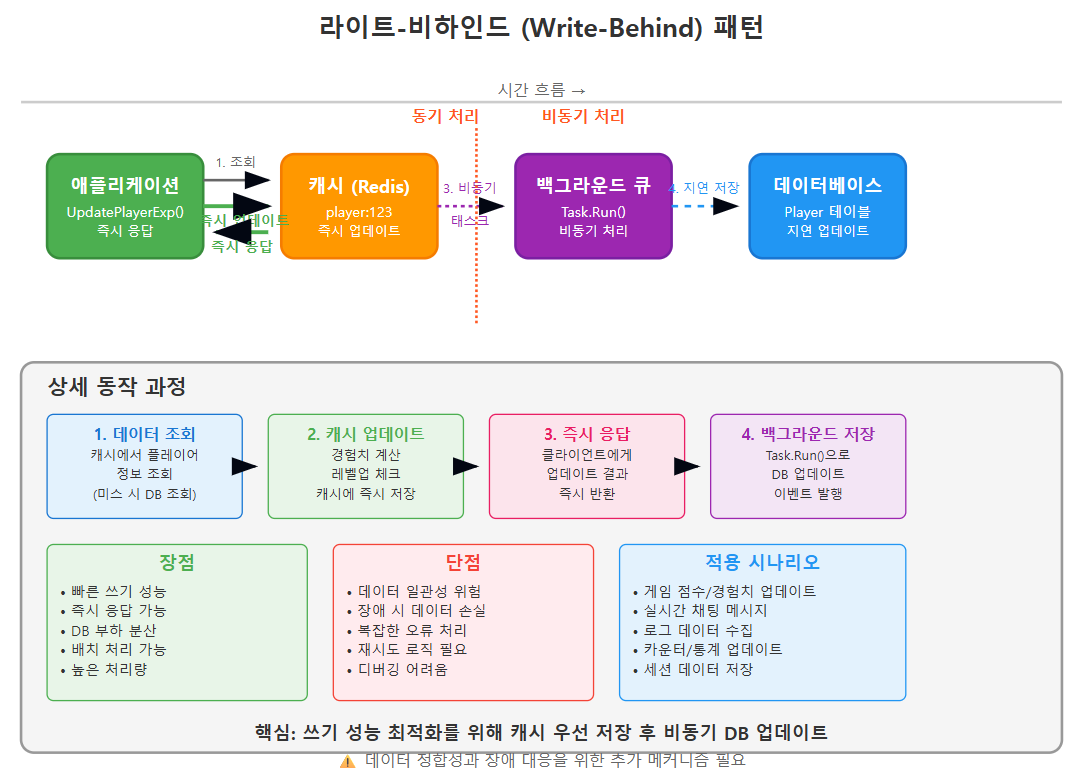 라이트-비하인드 (Write-Behind) 패턴
시간 흐름 →
동기 처리
비동기 처리
애플리케이션
UpdatePlayerExp()
즉시 응답
1. 조회
즉시 업데이트
즉시 응답
캐시 (Redis)
player:123
즉시 업데이트
3. 비동기
태스크
백그라운드 큐
Task.Run()
비동기 처리
4. 지연 저장
데이터베이스
Player 테이블
지연 업데이트
상세 동작 과정
1. 데이터 조회
캐시에서 플레이어
정보 조회
(미스 시 DB 조회)
2. 캐시 업데이트
경험치 계산
레벨업 체크
캐시에 즉시 저장
3. 즉시 응답
클라이언트에게
업데이트 결과
즉시 반환
4. 백그라운드 저장
Task.Run()으로
DB 업데이트
이벤트 발행
장점
• 빠른 쓰기 성능
• 즉시 응답 가능
• DB 부하 분산
• 배치 처리 가능
• 높은 처리량
단점
• 데이터 일관성 위험
• 장애 시 데이터 손실
• 복잡한 오류 처리
• 재시도 로직 필요
• 디버깅 어려움
적용 시나리오
• 게임 점수/경험치 업데이트
• 실시간 채팅 메시지
• 로그 데이터 수집
• 카운터/통계 업데이트
• 세션 데이터 저장
핵심: 쓰기 성능 최적화를 위해 캐시 우선 저장 후 비동기 DB 업데이트
⚠ 데이터 정합성과 장애 대응을 위한 추가 메커니즘 필요